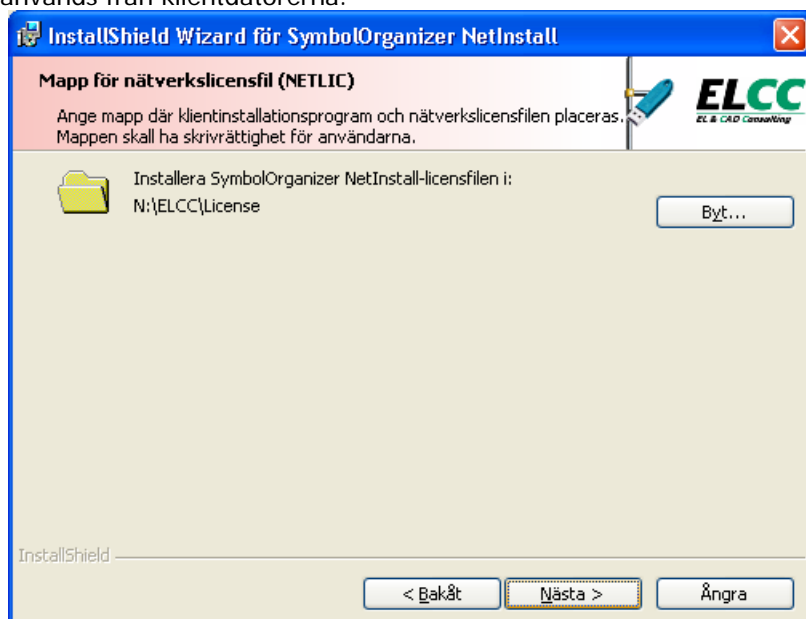 används från klientdatorerna.
InstallShield Wizard för SymbolOrganizer NetInstall
Mapp för nätverkslicensfil (NETLIC)
Ange mapp där klientinstallationsprogram och nätverkslicensfilen placeras.
Mappen skall ha skrivrättighet för användarna.
ELCC
EL & CAD Consulting
Installera SymbolOrganizer NetInstall-licensfilen i:
N:\ELCC\License
Byt...
InstallShield
< Bakåt
Nästa >
Ångra